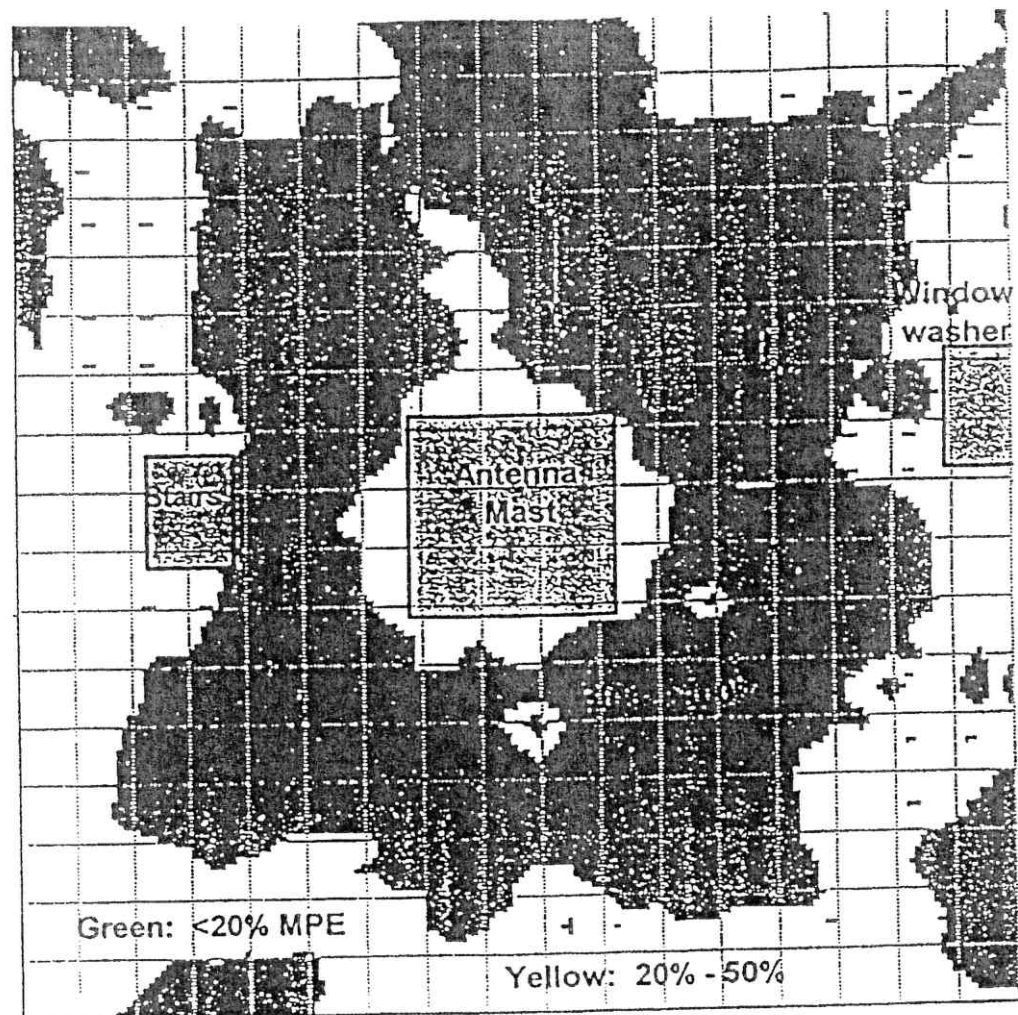 Window
washer
Antenna
Mast
Stairs
Green: <20% MPE
Yellow: 20% - 50%